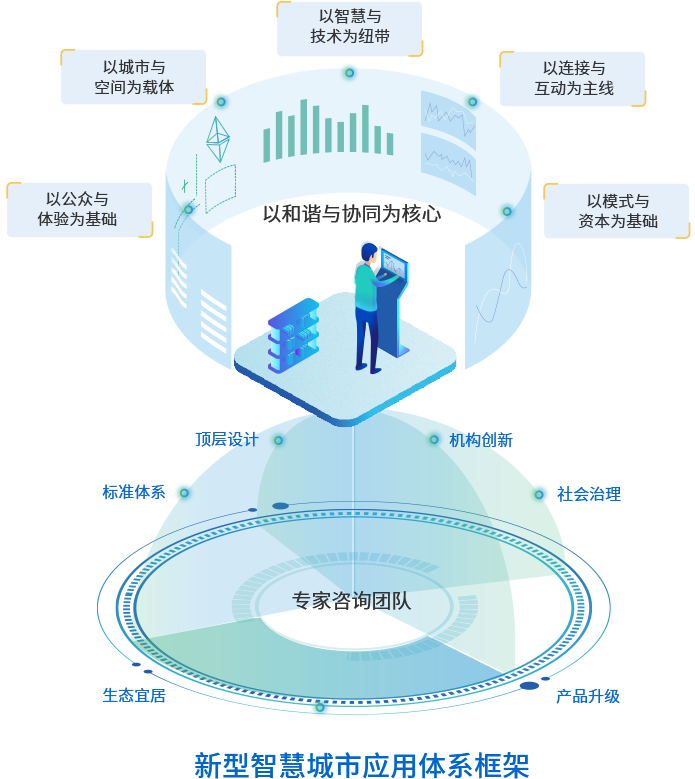 以智慧与
技术为纽带
以城市与
空间为载体
以连接与
互动为主线
以公众与
体验为基础
以和谐与协同为核心
以模式与
资本为基础
顶层设计
机构创新
标准体系
社会治理
专家咨询团队
生态宜居
产品升级
新型智慧城市应用体系框架